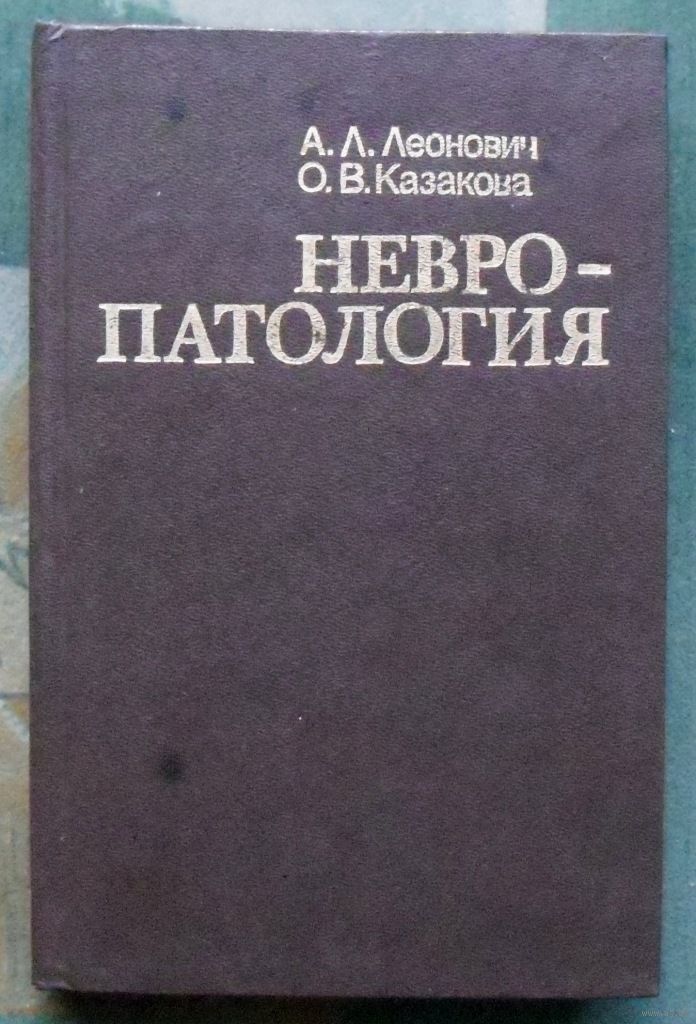 А. Л. Леонович
О. В. Казакова
НЕВРО-
ПАТОЛОГИЯ